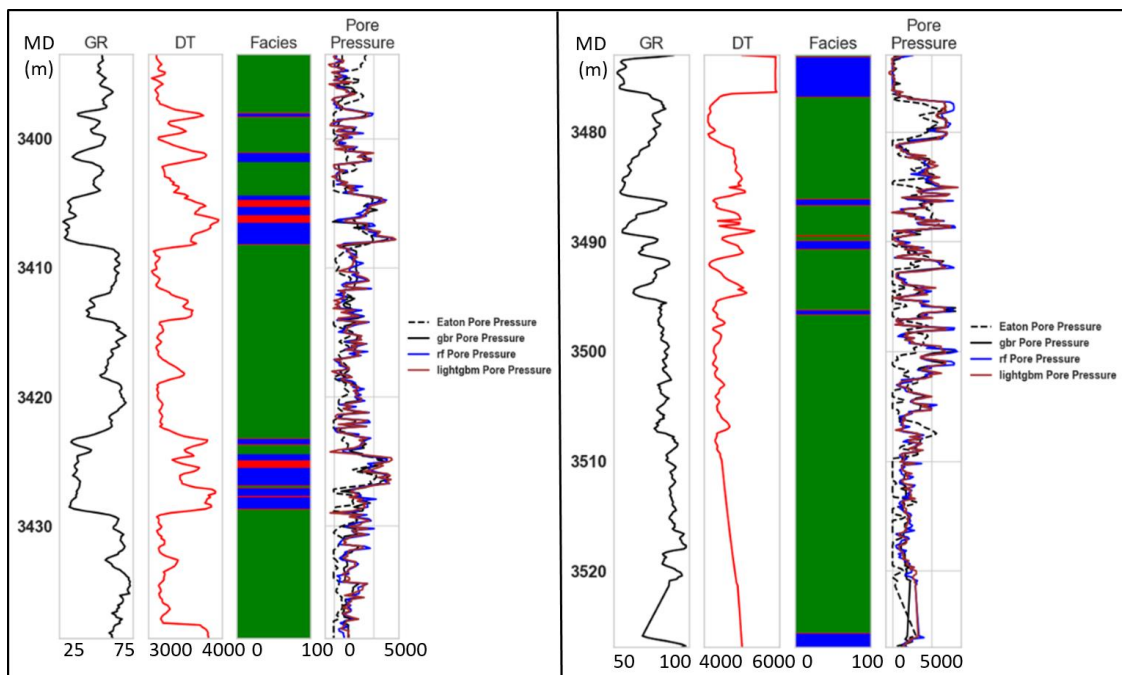 Pore
MD GR DT Facies Pressure
(m)
3400
3410
3420
3430
Eaton Pore Pressure
gbr Pore Pressure
rf Pore Pressure
lightgbm Pore Pressure
25 75 3000 4000 0 100 0 5000
Pore
MD GR DT Facies Pressure
(m)
3480
3490
3500
3510
3520
Eaton Pore Pressure
gbr Pore Pressure
rf Pore Pressure
lightgbm Pore Pressure
50 100 4000 6000 0 100 0 5000